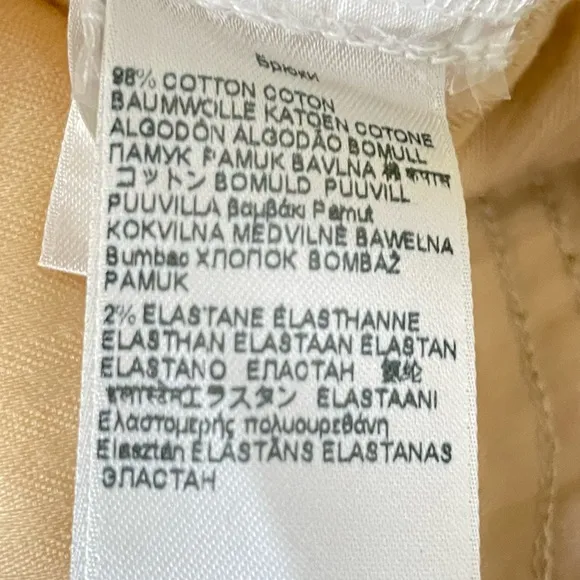 Брюки
98% COTTON COTON
BAUMWOLLE KATOEN COTONE
ALGODÓN ALGODÃO BOMULL
ПАМУК PAMUK BAVLNA 棉 कपास
コットン BOMULD PUUVILL
PUUVILLA Βαμβάκι Pamut
KOKVILNA MEDVILNĖ BAWEŁNA
Bumbac ХЛОПОК BOMBAŽ
PAMUK
2% ELASTANE ÉLASTHANNE
ELASTHAN ELASTAAN ELASTAN
ELASTANO ЕЛАСТАН
エラスタン ELASTAANI
Ελαστομερής πολυουρεθάνη
Elasztán ELASTĀNS ELASTANAS
ЭЛАСТАН